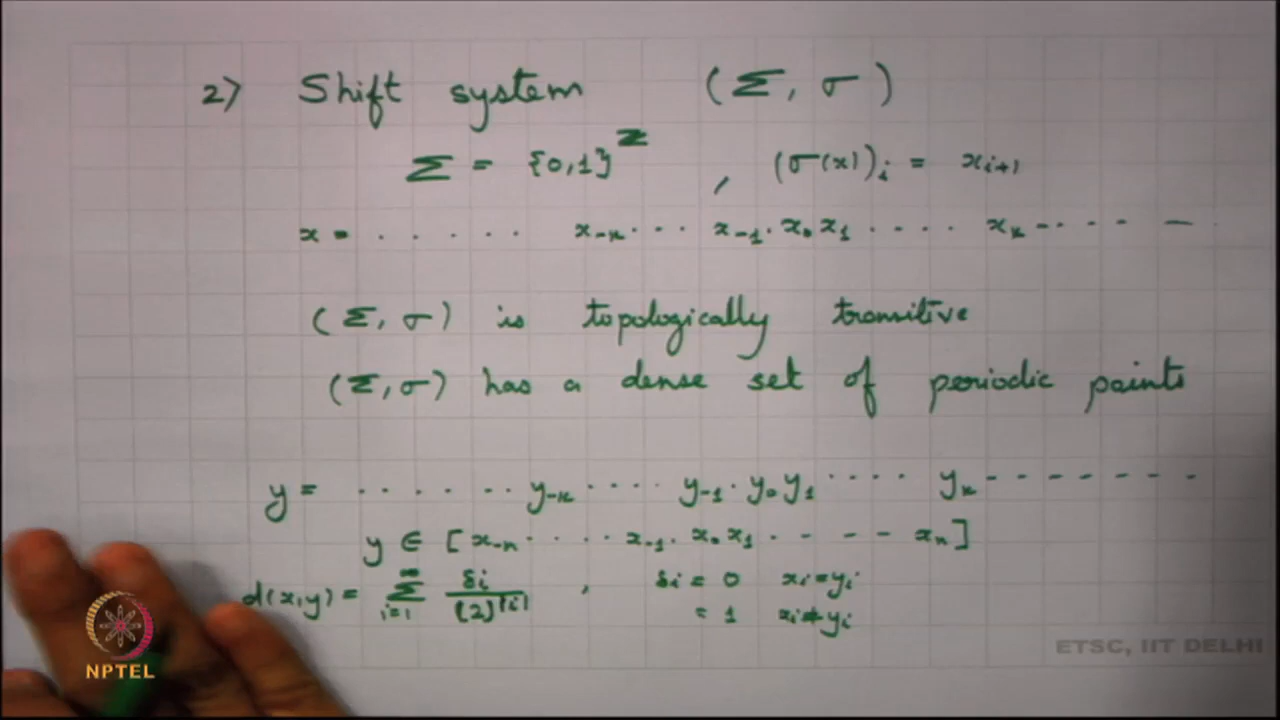 2) Shift system (Σ, σ)
Σ = {0,1}^ℤ , (σ(x))_i = x_{i+1}
x = . . . . . . x_{-k} . . . x_{-1} . x_0 x_1 . . . . x_k - . . . - - —
(Σ, σ) is topologically transitive
(Σ, σ) has a dense set of periodic points
y = . . . . . . y_{-k} . . . . y_{-1} . y_0 y_1 . . . . y_k - - - - - - - -
y ∈ [x_{-n} . . . . x_{-1} . x_0 x_1 . - - - x_n]
d(x,y) = Σ_{i=1}^{∞} δ_i / (2)^{|i|} , δ_i = 0 x_i = y_i
= 1 x_i ≠ y_i
ETSC, IIT DELHI
NPTEL